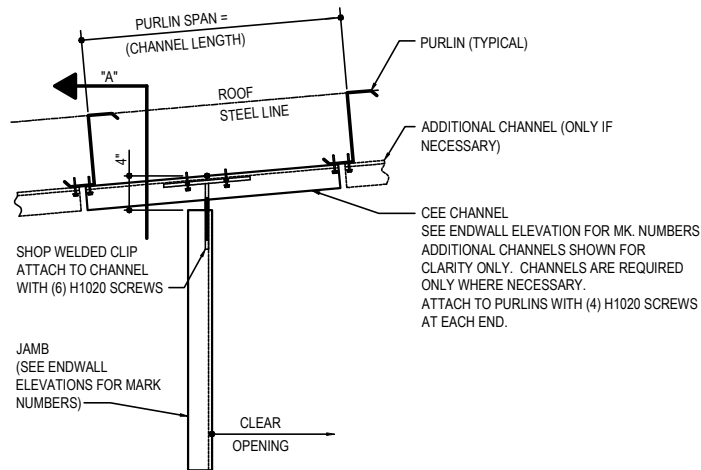 PURLIN SPAN =
(CHANNEL LENGTH)
"A"
PURLIN (TYPICAL)
ROOF
STEEL LINE
ADDITIONAL CHANNEL (ONLY IF
NECESSARY)
4"
CEE CHANNEL
SEE ENDWALL ELEVATION FOR MK. NUMBERS
ADDITIONAL CHANNELS SHOWN FOR
CLARITY ONLY.  CHANNELS ARE REQUIRED
ONLY WHERE NECESSARY.
ATTACH TO PURLINS WITH (4) H1020 SCREWS
AT EACH END.
SHOP WELDED CLIP
ATTACH TO CHANNEL
WITH (6) H1020 SCREWS
JAMB
(SEE ENDWALL
ELEVATIONS FOR MARK
NUMBERS)
CLEAR
OPENING